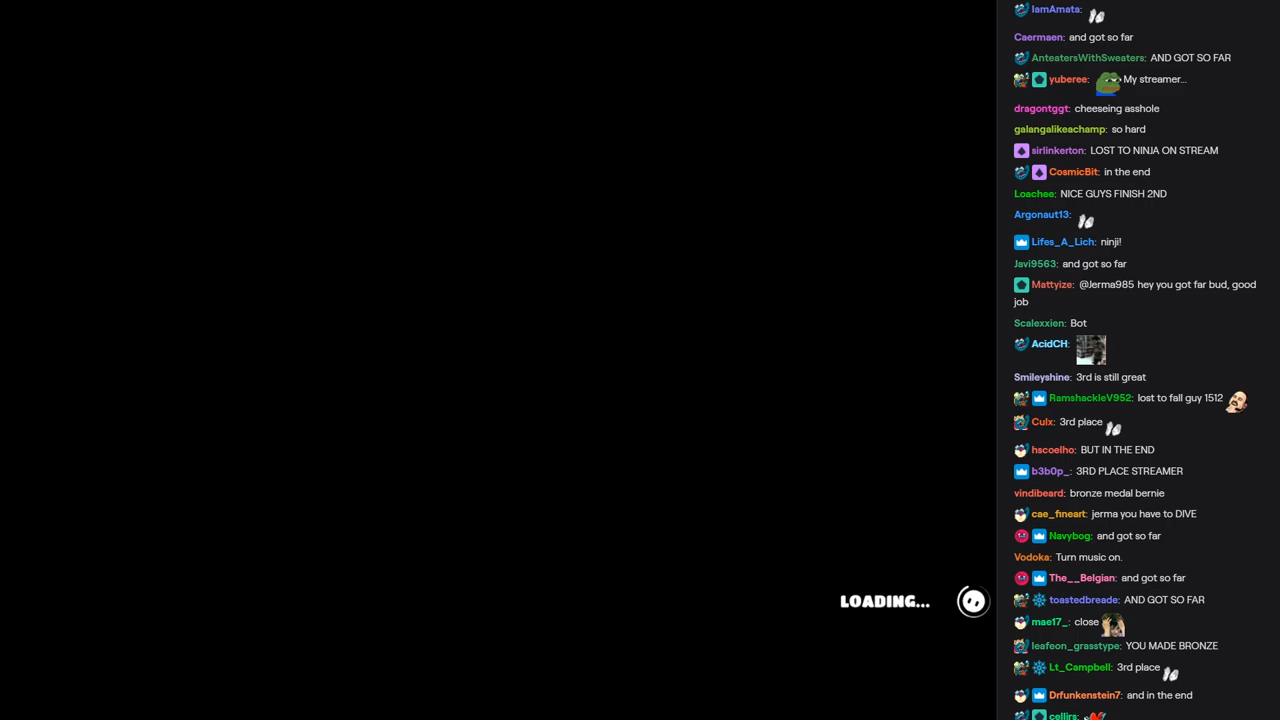 IamAmata:
Caermaen: and got so far
AnteatersWithSweaters: AND GOT SO FAR
yuberee: My streamer...
dragontggt: cheeseing asshole
galangalikeachamp: so hard
sirlinkerton: LOST TO NINJA ON STREAM
CosmicBit: in the end
Loachee: NICE GUYS FINISH 2ND
Argonaut13:
Lifes_A_Lich: ninji!
Javi9563: and got so far
Mattyize: @Jerma985 hey you got far bud, good
job
Scalexxien: Bot
AcidCH:
Smileyshine: 3rd is still great
RamshackleV952: lost to fall guy 1512
Culx: 3rd place
hscoelho: BUT IN THE END
b3b0p_: 3RD PLACE STREAMER
vindibeard: bronze medal bernie
cae_fineart: jerma you have to DIVE
Navybog: and got so far
Vodoka: Turn music on.
The__Belgian: and got so far
toastedbreade: AND GOT SO FAR
mae17_: close
leafeon_grasstype: YOU MADE BRONZE
Lt_Campbell: 3rd place
Drfunkenstein7: and in the end
cellirs:
LOADING...